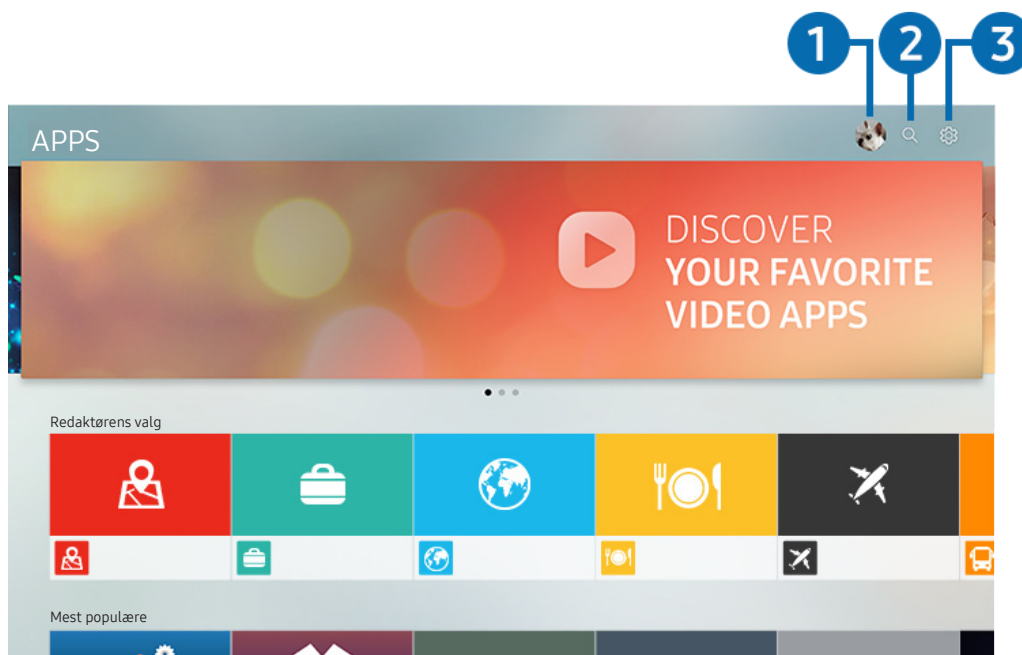 1 2 3
APPS
DISCOVER
YOUR FAVORITE
VIDEO APPS
Redaktørens valg
Mest populære